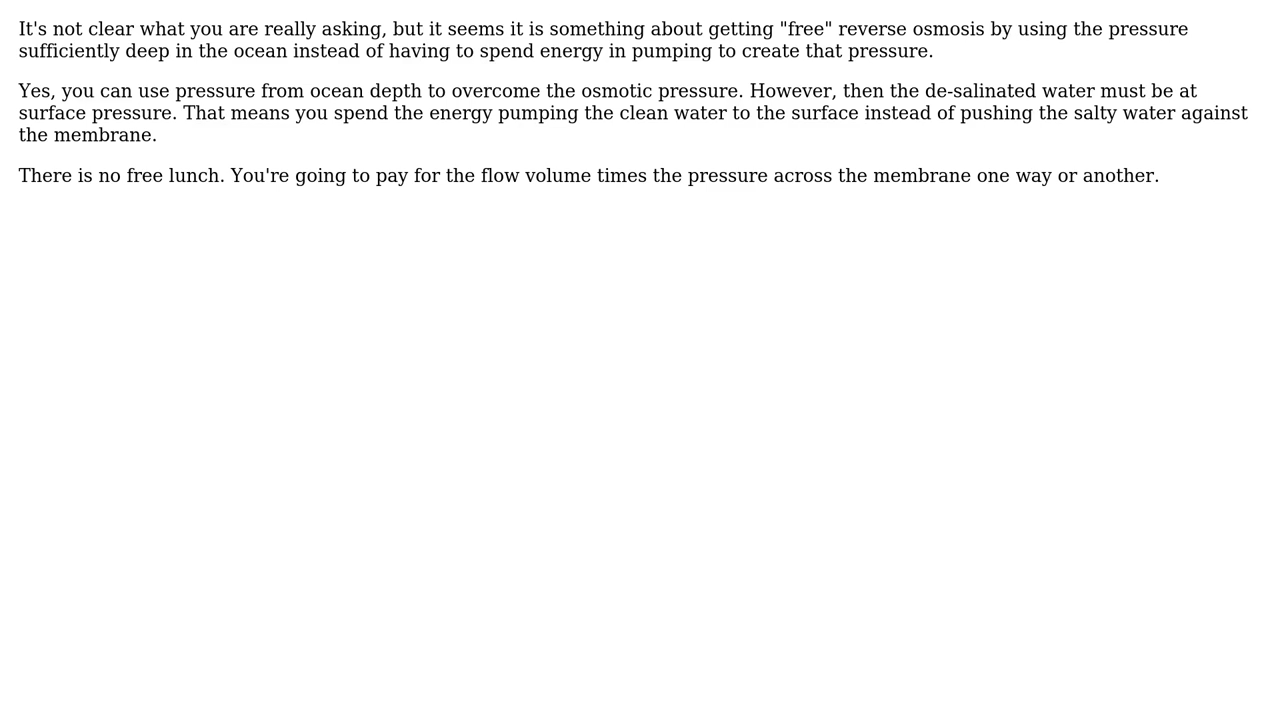 It's not clear what you are really asking, but it seems it is something about getting "free" reverse osmosis by using the pressure
sufficiently deep in the ocean instead of having to spend energy in pumping to create that pressure.
Yes, you can use pressure from ocean depth to overcome the osmotic pressure. However, then the de-salinated water must be at
surface pressure. That means you spend the energy pumping the clean water to the surface instead of pushing the salty water against
the membrane.
There is no free lunch. You're going to pay for the flow volume times the pressure across the membrane one way or another.